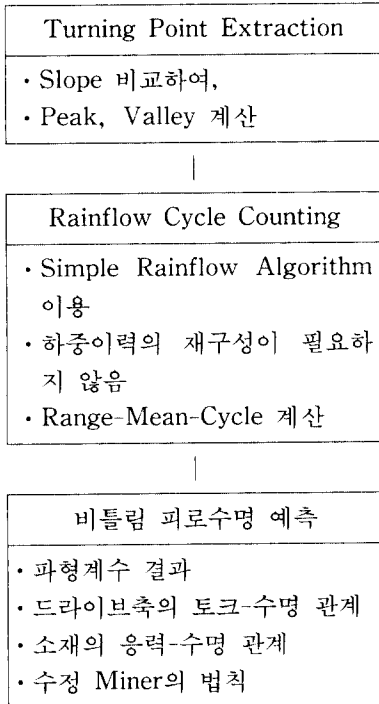 Turning Point Extraction
· Slope 비교하여,
· Peak, Valley 계산
Rainflow Cycle Counting
· Simple Rainflow Algorithm
이용
· 하중이력의 재구성이 필요하
지 않음
· Range-Mean-Cycle 계산
비틀림 피로수명 예측
· 파형계수 결과
· 드라이브축의 토크-수명 관계
· 소재의 응력-수명 관계
· 수정 Miner의 법칙